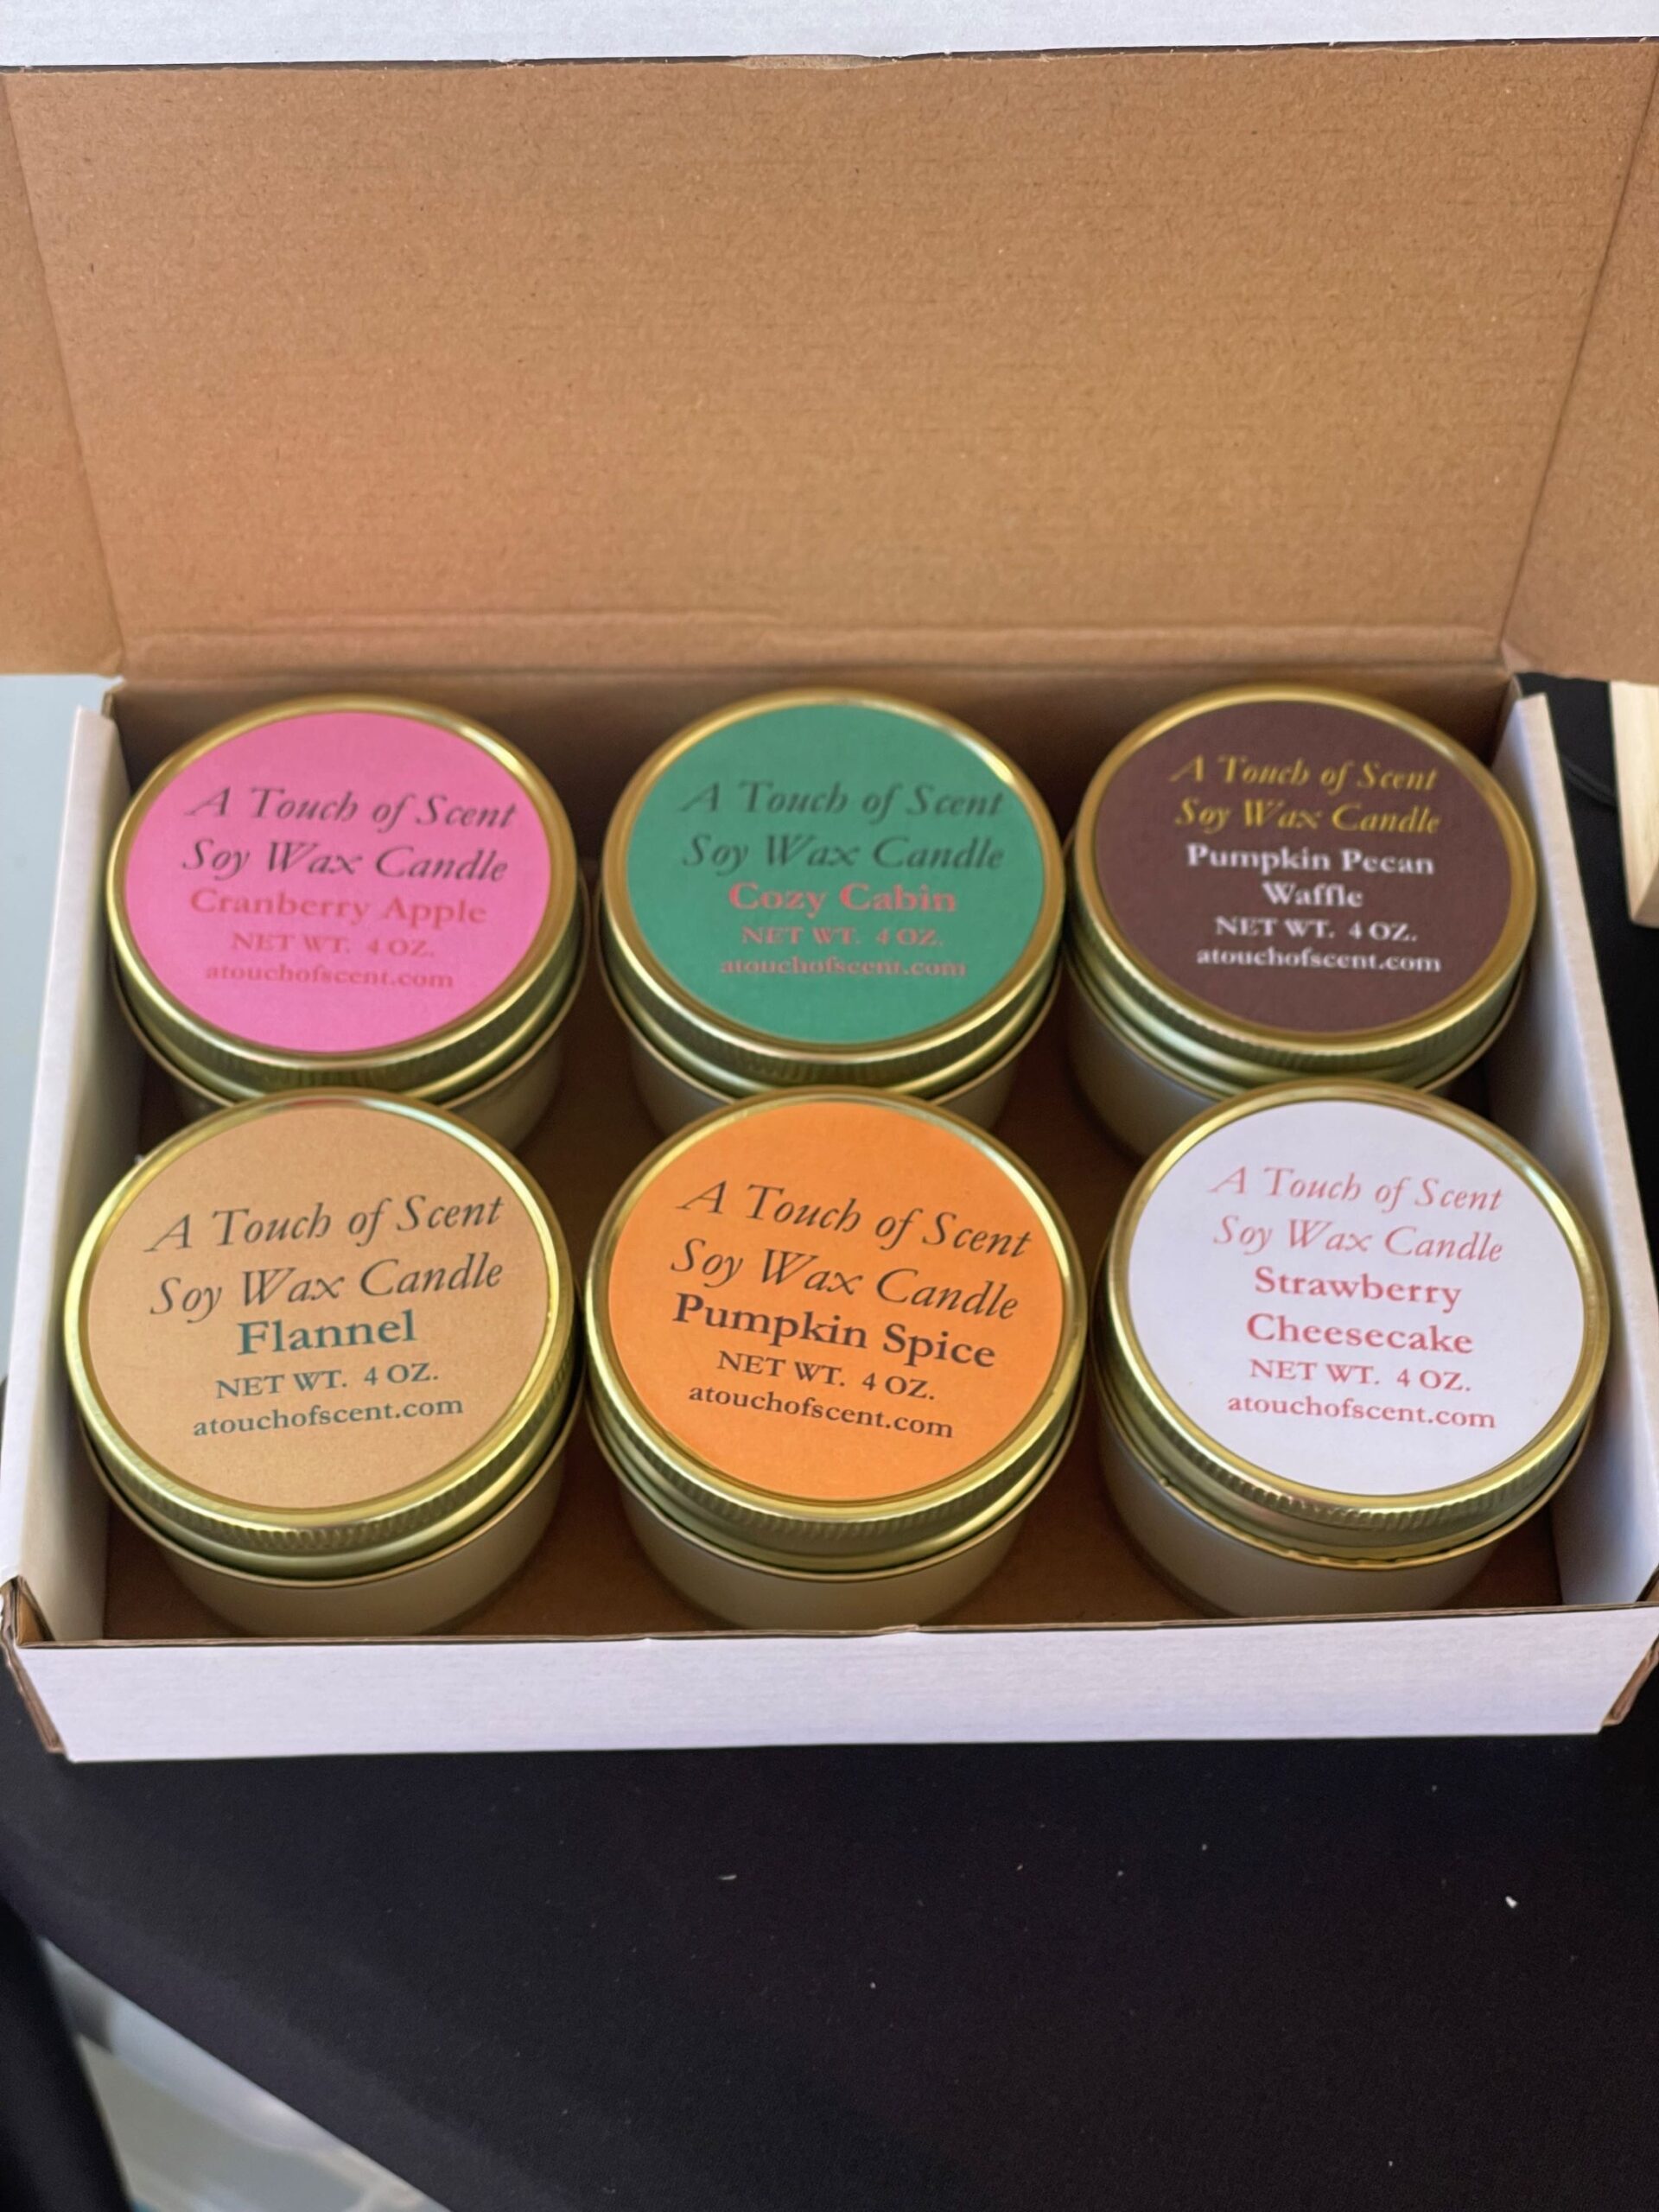 A Touch of Scent
Soy Wax Candle
Cranberry Apple
NET WT. 4 OZ.
atouchofscent.com
A Touch of Scent
Soy Wax Candle
Cozy Cabin
NET WT. 4 OZ.
atouchofscent.com
A Touch of Scent
Soy Wax Candle
Pumpkin Pecan
Waffle
NET WT. 4 OZ.
atouchofscent.com
A Touch of Scent
Soy Wax Candle
Flannel
NET WT. 4 OZ.
atouchofscent.com
A Touch of Scent
Soy Wax Candle
Pumpkin Spice
NET WT. 4 OZ.
atouchofscent.com
A Touch of Scent
Soy Wax Candle
Strawberry
Cheesecake
NET WT. 4 OZ.
atouchofscent.com